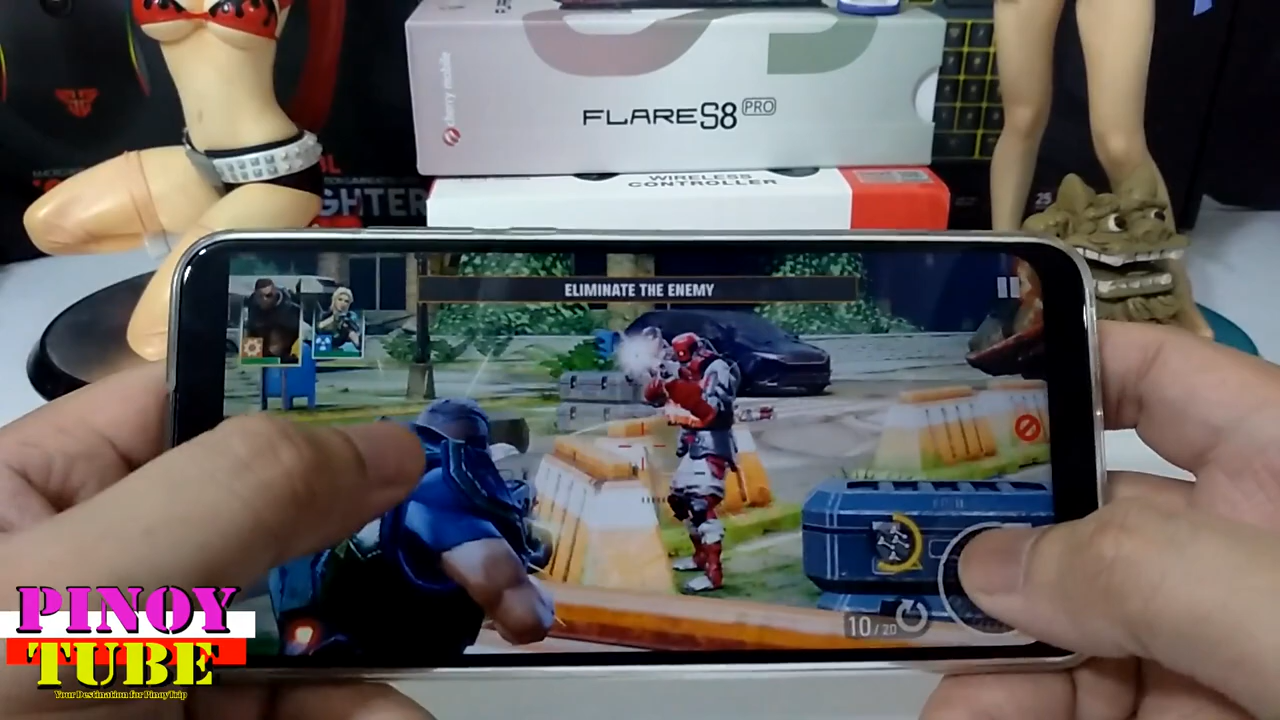 cherry mobile
FLARE S8 PRO
WIRELESS
CONTROLLER
GHTER
25
ELIMINATE THE ENEMY
10/20
PINOY
TUBE
Your Destination for PinoyTrip